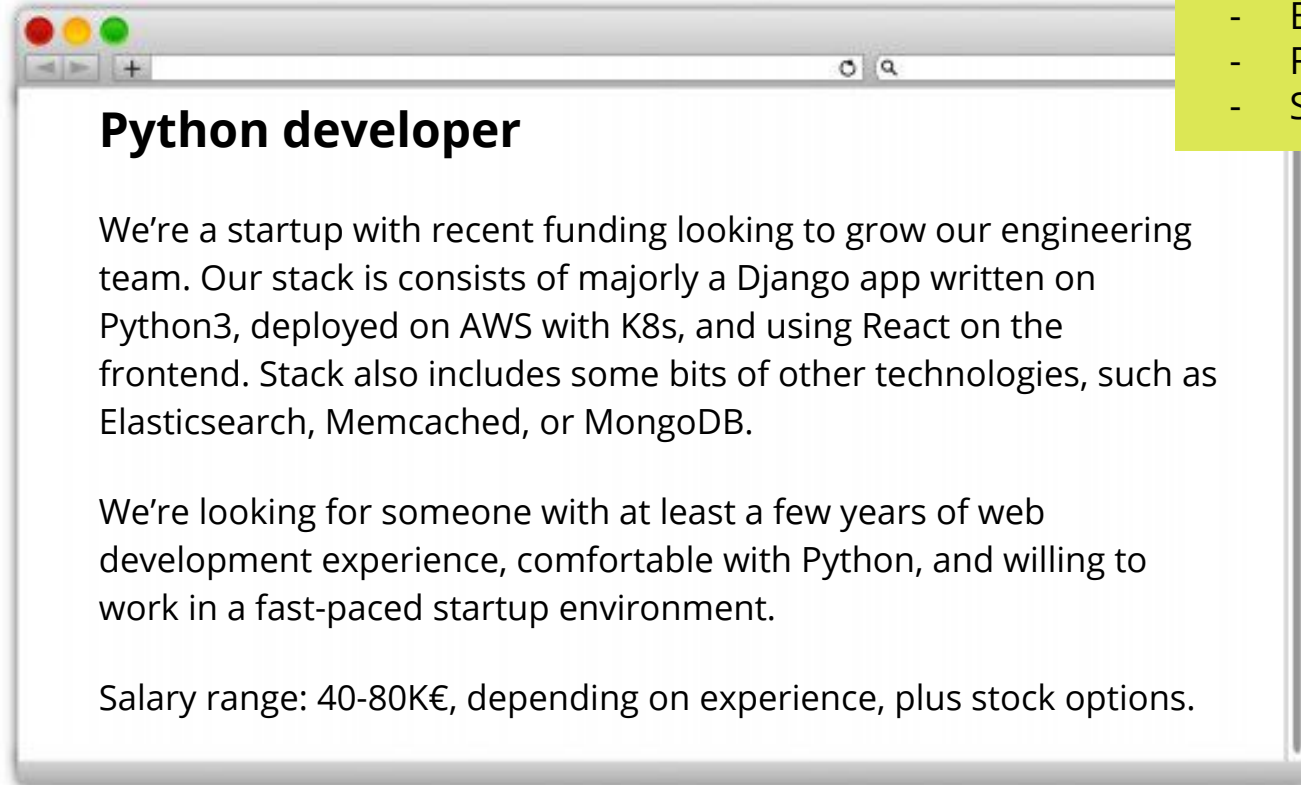 Python developer
We’re a startup with recent funding looking to grow our engineering
team. Our stack is consists of majorly a Django app written on
Python3, deployed on AWS with K8s, and using React on the
frontend. Stack also includes some bits of other technologies, such as
Elasticsearch, Memcached, or MongoDB.
We’re looking for someone with at least a few years of web
development experience, comfortable with Python, and willing to
work in a fast-paced startup environment.
Salary range: 40-80K€, depending on experience, plus stock options.